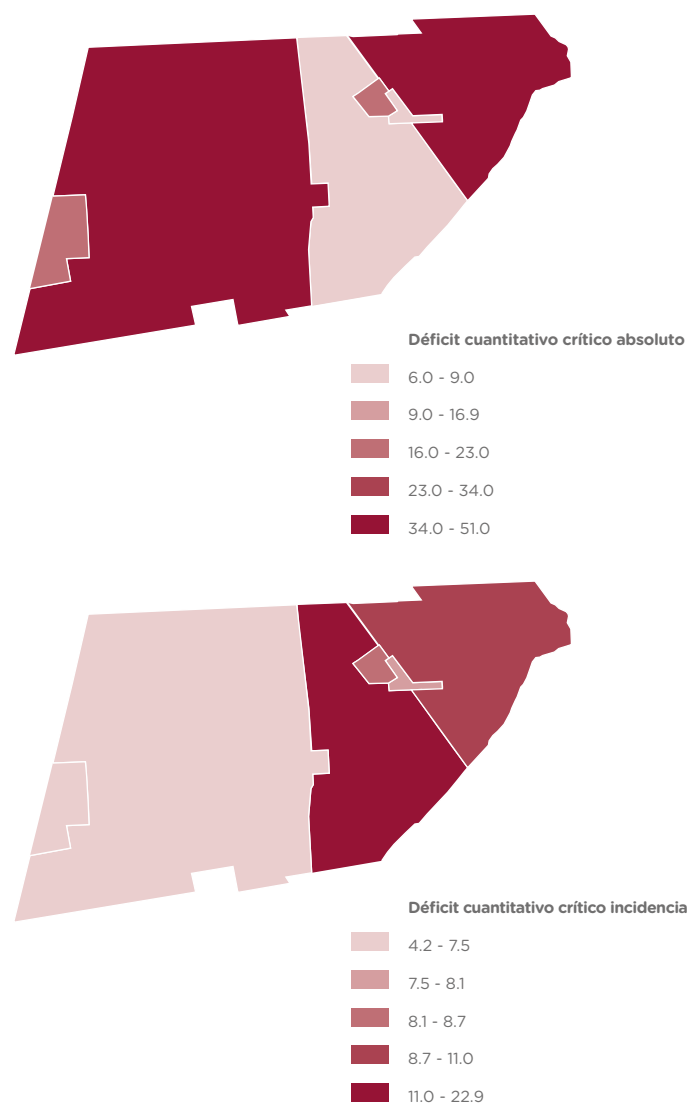 Déficit cuantitativo crítico absoluto
6.0 - 9.0
9.0 - 16.9
16.0 - 23.0
23.0 - 34.0
34.0 - 51.0
Déficit cuantitativo crítico incidencia
4.2 - 7.5
7.5 - 8.1
8.1 - 8.7
8.7 - 11.0
11.0 - 22.9